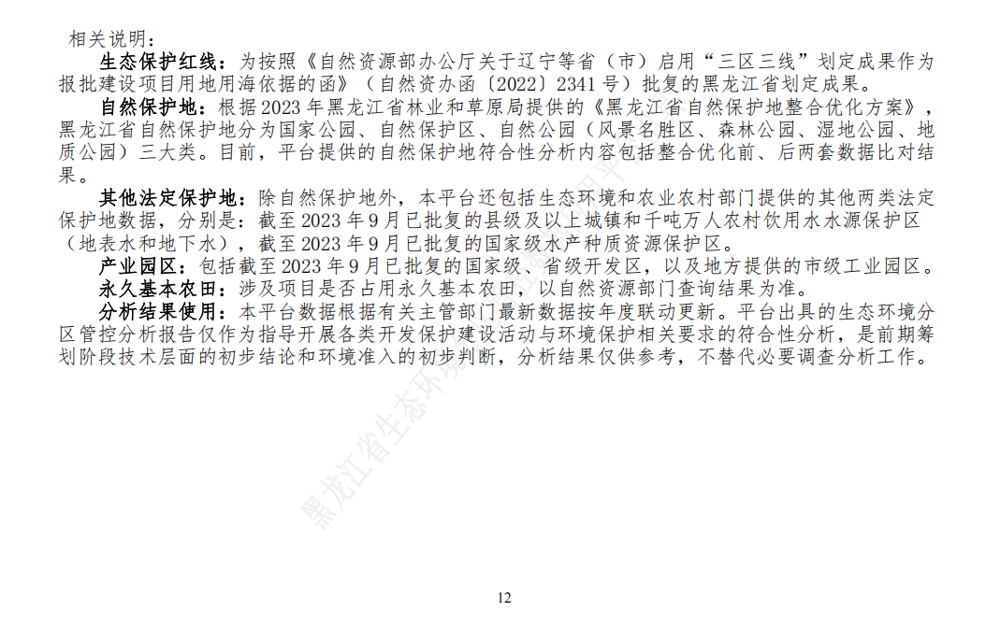 相关说明：
生态保护红线：为按照《自然资源部办公厅关于辽宁等省（市）启用“三区三线”划定成果作为
报批建设项目用地用海依据的函》（自然资办函〔2022〕2341号）批复的黑龙江省划定成果。
自然保护地：根据2023年黑龙江省林业和草原局提供的《黑龙江省自然保护地整合优化方案》，
黑龙江省自然保护地分为国家公园、自然保护区、自然公园（风景名胜区、森林公园、湿地公园、地
质公园）三大类。目前，平台提供的自然保护地符合性分析内容包括整合优化前、后两套数据比对结
果。
其他法定保护地：除自然保护地外，本平台还包括生态环境和农业农村部门提供的其他两类法定
保护地数据，分别是：截至2023年9月已批复的县级及以上城镇和千吨万人农村饮用水水源保护区
（地表水和地下水），截至2023年9月已批复的国家级水产种质资源保护区。
产业园区：包括截至2023年9月已批复的国家级、省级开发区，以及地方提供的市级工业园区。
永久基本农田：涉及项目是否占用永久基本农田，以自然资源部门查询结果为准。
分析结果使用：本平台数据根据有关主管部门最新数据按年度联动更新。平台出具的生态环境分
区管控分析报告仅作为指导开展各类开发保护建设活动与环境保护相关要求的符合性分析，是前期筹
划阶段技术层面的初步结论和环境准入的初步判断，分析结果仅供参考，不替代必要调查分析工作。
黑龙江省生态环境
12